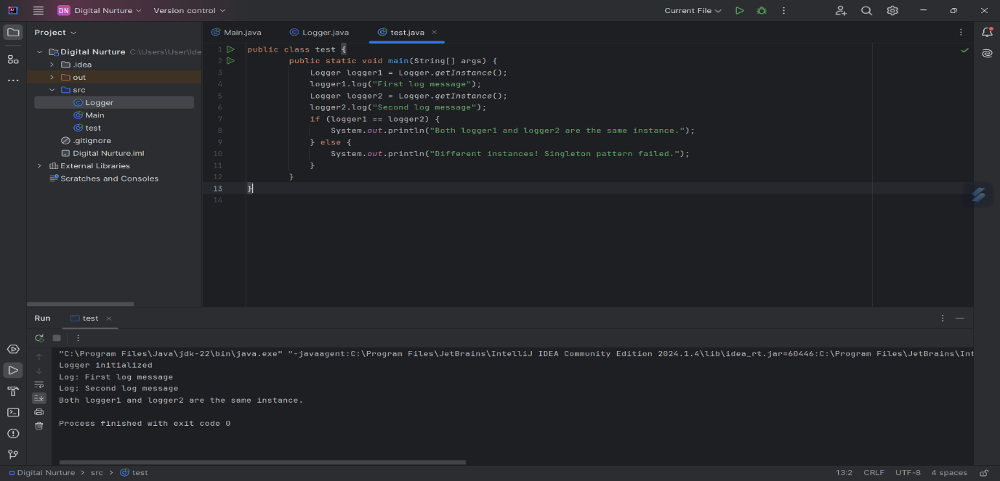 DN Digital Nurture Version control Current File
Project
Main.java Logger.java test.java
Digital Nurture C:\Users\User\Ide
.idea
out
src
Logger
Main
test
.gitignore
Digital Nurture.iml
External Libraries
Scratches and Consoles
1 public class test {
2 public static void main(String[] args) {
3 Logger logger1 = Logger.getInstance();
4 logger1.log("First log message");
5 Logger logger2 = Logger.getInstance();
6 logger2.log("Second log message");
7 if (logger1 == logger2) {
8 System.out.println("Both logger1 and logger2 are the same instance.");
9 } else {
10 System.out.println("Different instances! Singleton pattern failed.");
11 }
12 }
13 }
14
Run test
"C:\Program Files\Java\jdk-22\bin\java.exe" "-javaagent:C:\Program Files\JetBrains\IntelliJ IDEA Community Edition 2024.1.4\lib\idea_rt.jar=60446:C:\Program Files\JetBrains\Int
Logger initialized
Log: First log message
Log: Second log message
Both logger1 and logger2 are the same instance.
Process finished with exit code 0
Digital Nurture > src > test 13:2 CRLF UTF-8 4 spaces